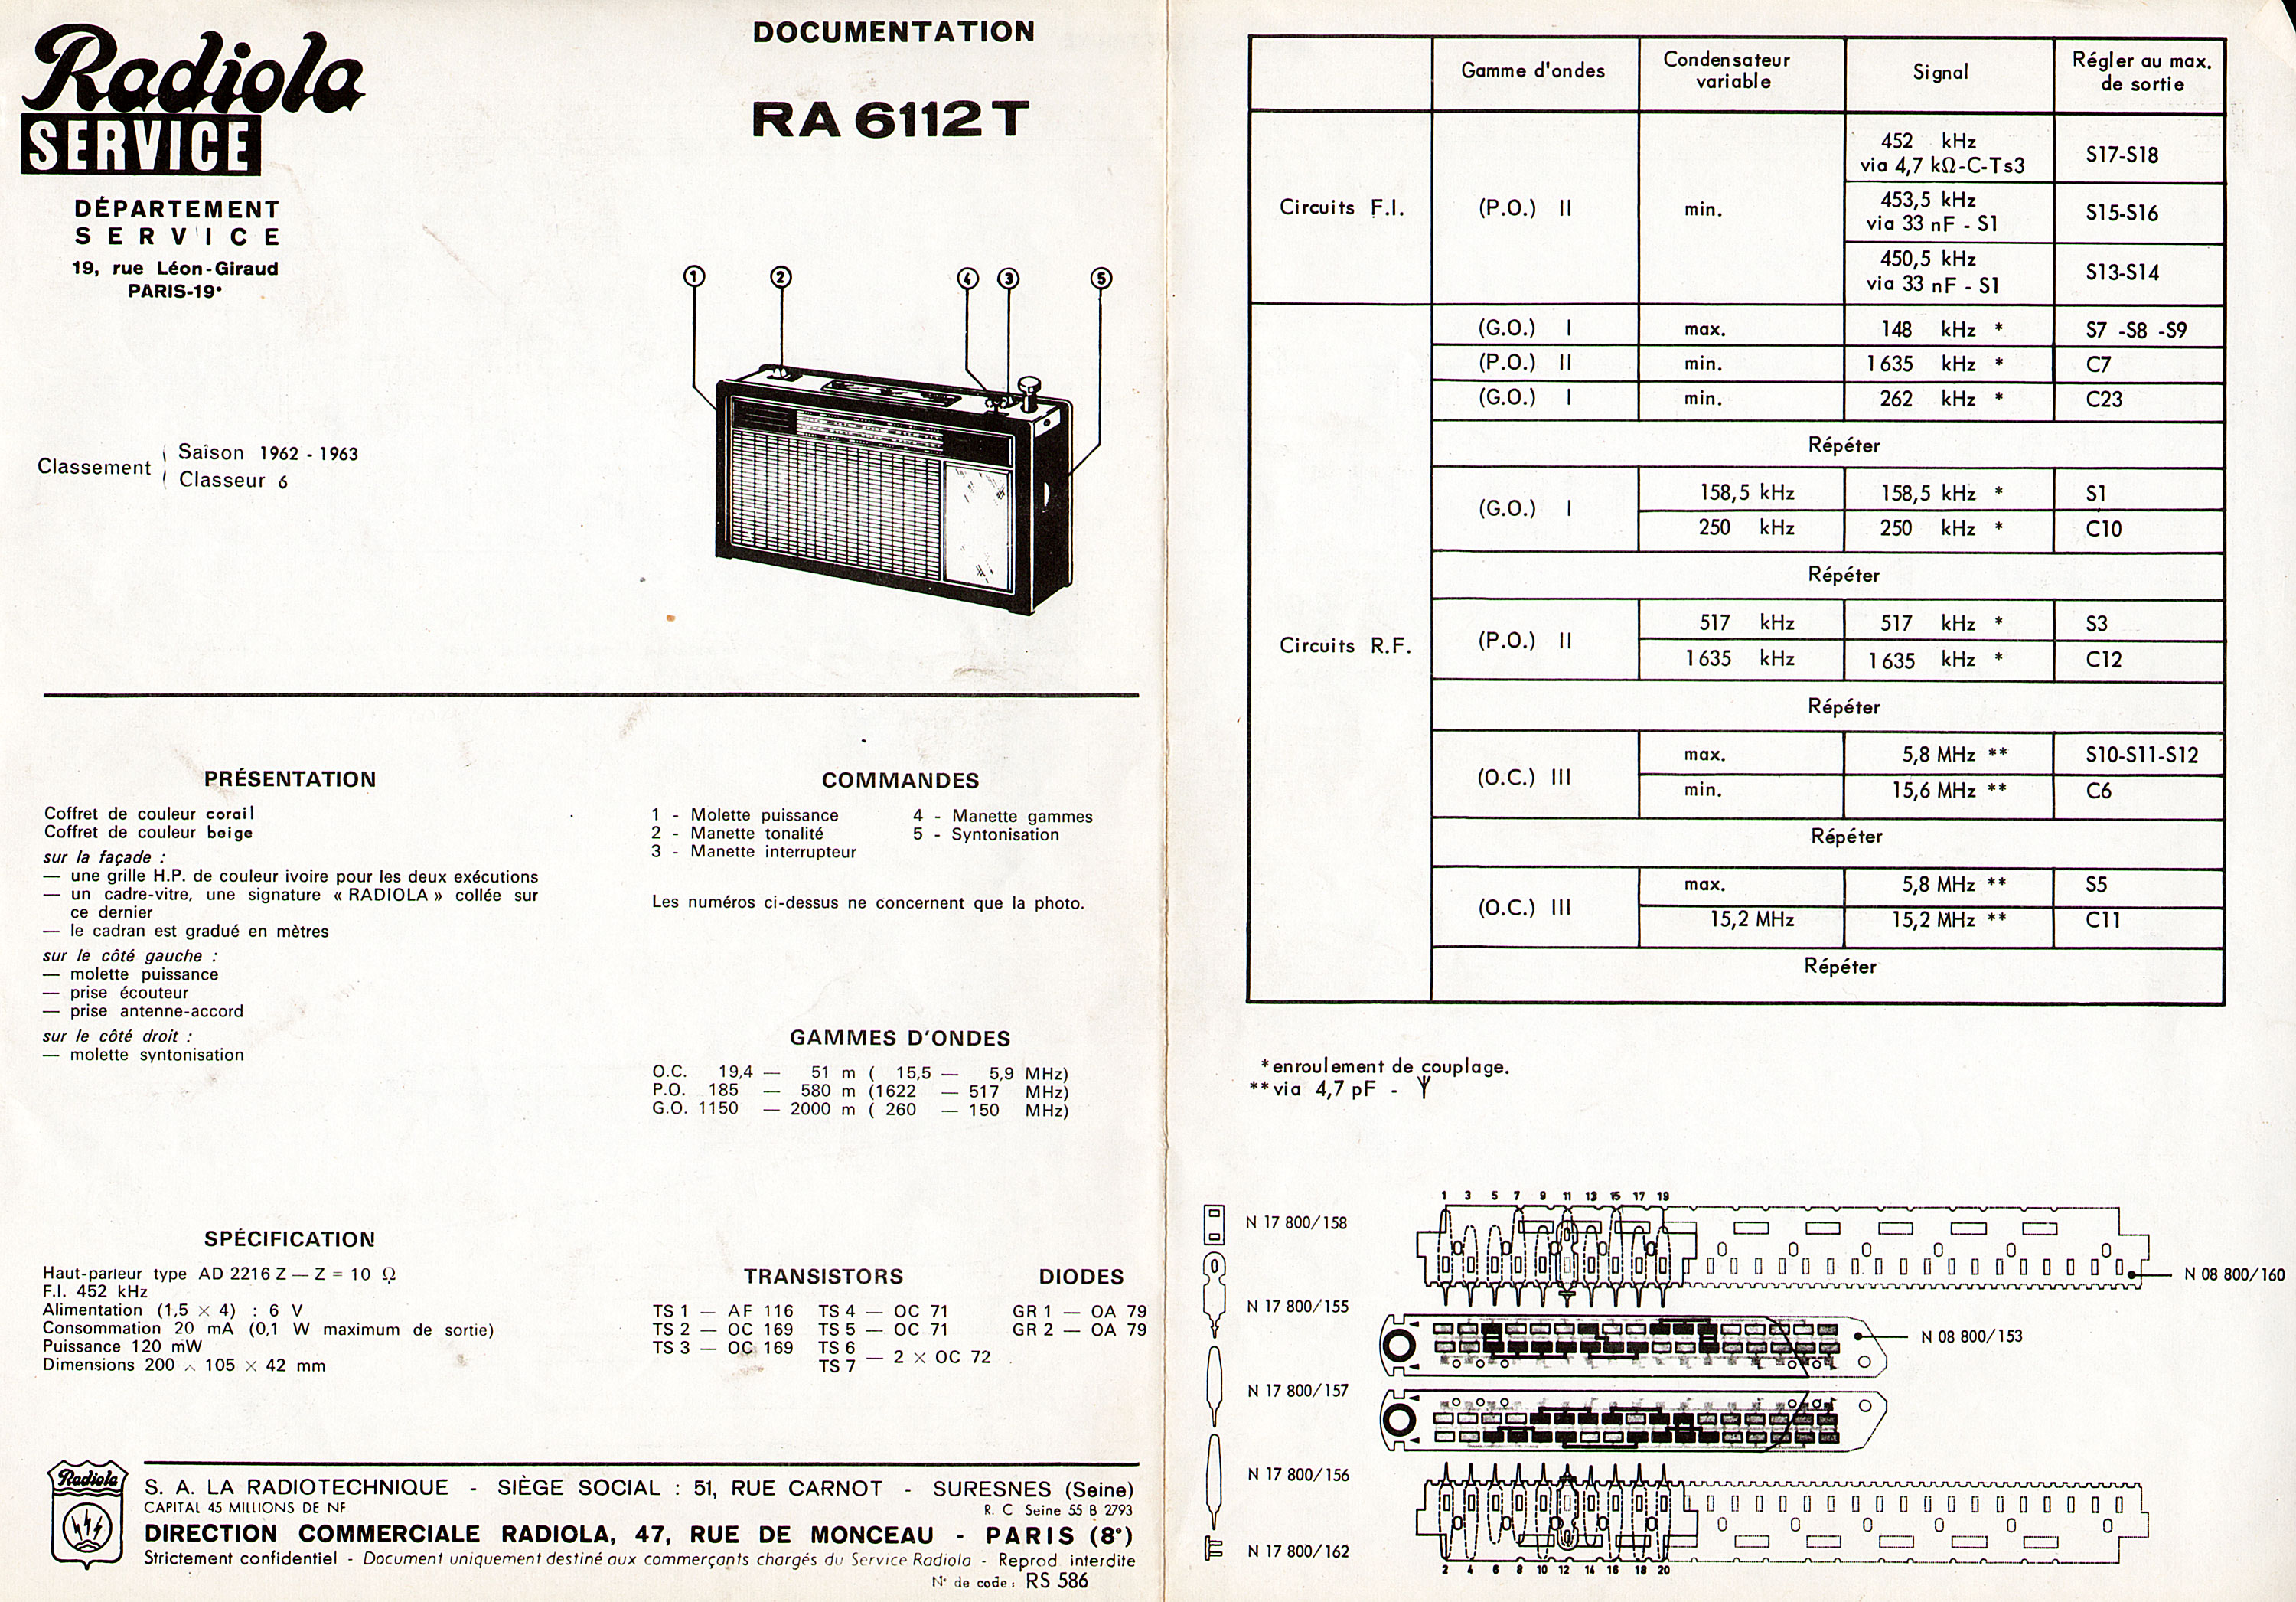 Radiola
SERVICE
DÉPARTEMENT
SERVICE
19, rue Léon-Giraud
PARIS-19•
DOCUMENTATION
RA 6112 T
1 2 4 3 5
Classement
Saison 1962 - 1963
Classeur 6
PRÉSENTATION
Coffret de couleur corail
Coffret de couleur beige
sur la façade :
— une grille H.P. de couleur ivoire pour les deux exécutions
— un cadre-vitre, une signature « RADIOLA » collée sur
ce dernier
— le cadran est gradué en mètres
sur le côté gauche :
— molette puissance
— prise écouteur
— prise antenne-accord
sur le côté droit :
— molette syntonisation
COMMANDES
1 - Molette puissance
2 - Manette tonalité
3 - Manette interrupteur
4 - Manette gammes
5 - Syntonisation
Les numéros ci-dessus ne concernent que la photo.
GAMMES D'ONDES
O.C. 19,4 — 51 m ( 15,5 — 5,9 MHz)
P.O. 185 — 580 m (1622 — 517 MHz)
G.O. 1150 — 2000 m ( 260 — 150 MHz)
SPÉCIFICATION
Haut-parleur type AD 2216 Z — Z = 10 Ω
F.I. 452 kHz
Alimentation (1,5 × 4) : 6 V
Consommation 20 mA (0,1 W maximum de sortie)
Puissance 120 mW
Dimensions 200 × 105 × 42 mm
TRANSISTORS
TS 1 — AF 116
TS 2 — OC 169
TS 3 — OC 169
TS 4 — OC 71
TS 5 — OC 71
TS 6
TS 7
— 2 × OC 72
DIODES
GR 1 — OA 79
GR 2 — OA 79
Radiola
S. A. LA RADIOTECHNIQUE - SIÈGE SOCIAL : 51, RUE CARNOT - SURESNES (Seine)
CAPITAL 45 MILLIONS DE NF
R. C Seine 55 B 2793
DIRECTION COMMERCIALE RADIOLA, 47, RUE DE MONCEAU - PARIS (8•)
Strictement confidentiel - Document uniquement destiné aux commerçants chargés du Service Radiola - Reprod. interdite
N° de code : RS 586
Gamme d'ondes
Condensateur
variable
Signal
Régler au max.
de sortie
Circuits F.I.
(P.O.) II
min.
452 kHz
via 4,7 kΩ-C-Ts3
S17-S18
453,5 kHz
via 33 nF - S1
S15-S16
450,5 kHz
via 33 nF - S1
S13-S14
Circuits R.F.
(G.O.) I max. 148 kHz * S7 -S8 -S9
(P.O.) II min. 1635 kHz * C7
(G.O.) I min. 262 kHz * C23
Répéter
(G.O.) I
158,5 kHz 158,5 kHz * S1
250 kHz 250 kHz * C10
Répéter
(P.O.) II
517 kHz 517 kHz * S3
1635 kHz 1635 kHz * C12
Répéter
(O.C.) III
max. 5,8 MHz ** S10-S11-S12
min. 15,6 MHz ** C6
Répéter
(O.C.) III
max. 5,8 MHz ** S5
15,2 MHz 15,2 MHz ** C11
Répéter
* enroulement de couplage.
** via 4,7 pF -
1 3 5 7 9 11 13 15 17 19
N 17 800/158
N 08 800/160
N 17 800/155
N 08 800/153
N 17 800/157
N 17 800/156
N 17 800/162
2 4 6 8 10 12 14 16 18 20